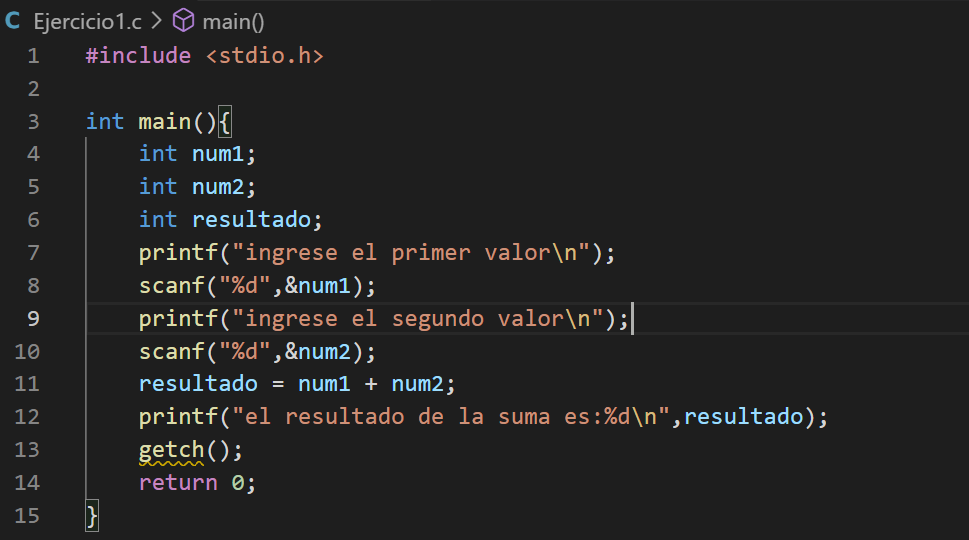 C Ejercicio1.c > main()
1 #include <stdio.h>
2
3 int main(){
4     int num1;
5     int num2;
6     int resultado;
7     printf("ingrese el primer valor\n");
8     scanf("%d",&num1);
9     printf("ingrese el segundo valor\n");
10     scanf("%d",&num2);
11     resultado = num1 + num2;
12     printf("el resultado de la suma es:%d\n",resultado);
13     getch();
14     return 0;
15 }